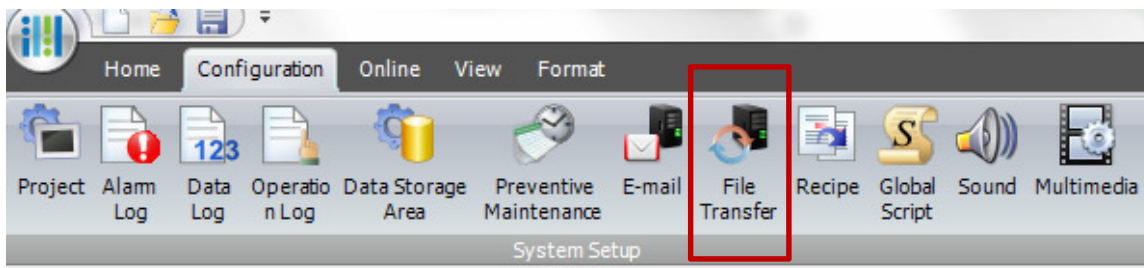 Home Configuration Online View Format
123
S
Project Alarm Log Data Log Operatio n Log Data Storage Area Preventive Maintenance E-mail File Transfer Recipe Global Script Sound Multimedia
System Setup